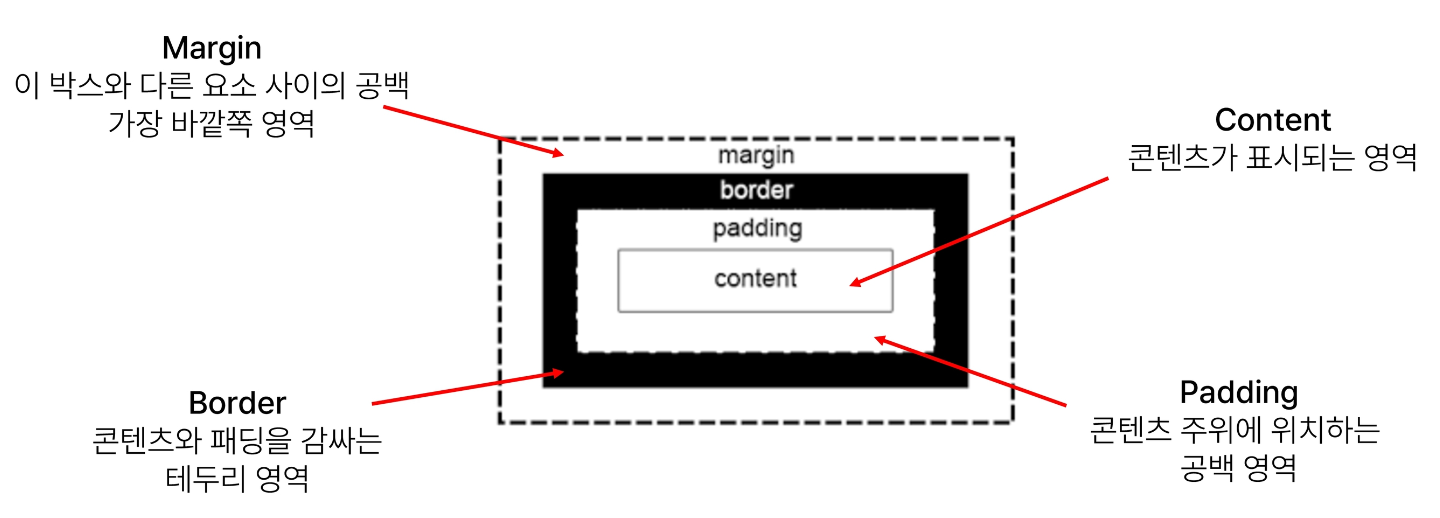 Margin
이 박스와 다른 요소 사이의 공백
가장 바깥쪽 영역
Content
콘텐츠가 표시되는 영역
margin
border
padding
content
Border
콘텐츠와 패딩을 감싸는
테두리 영역
Padding
콘텐츠 주위에 위치하는
공백 영역